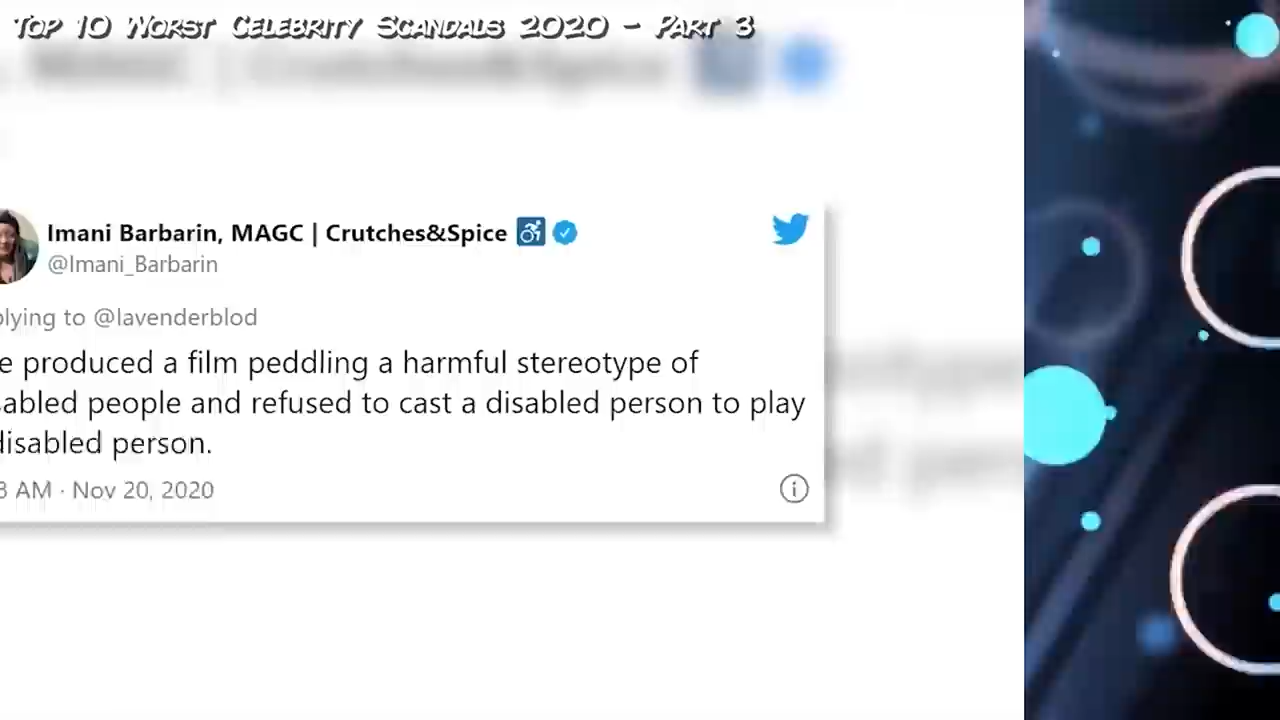 Top 10 Worst Celebrity Scandals 2020 - Part 3
Imani Barbarin, MAGC | Crutches&Spice
@Imani_Barbarin
plying to @lavenderblod
e produced a film peddling a harmful stereotype of
abled people and refused to cast a disabled person to play
disabled person.
3 AM · Nov 20, 2020